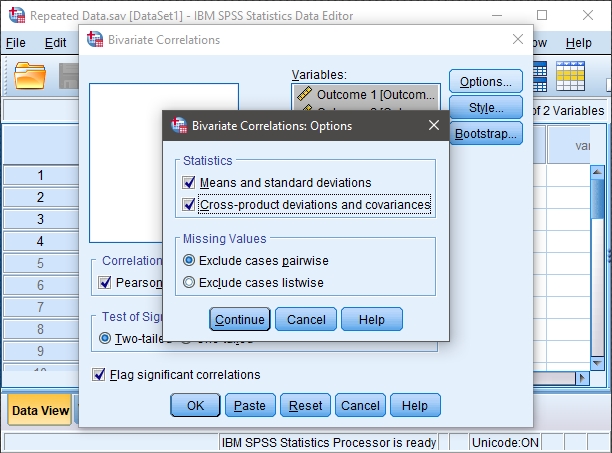 Repeated Data.sav [DataSet1] - IBM SPSS Statistics Data Editor
File Edit Help
Bivariate Correlations
Variables:
Outcome 1 [Outcom...
Options...
Style...
Bootstrap...
of 2 Variables
Bivariate Correlations: Options
Statistics
Means and standard deviations
Cross-product deviations and covariances
Missing Values
Exclude cases pairwise
Exclude cases listwise
Continue Cancel Help
1
2
3
4
5
6
7
8
9
10
Correlation
Pearson
Test of Sig
Two-tailed
Flag significant correlations
OK Paste Reset Cancel Help
Data View
IBM SPSS Statistics Processor is ready
Unicode:ON